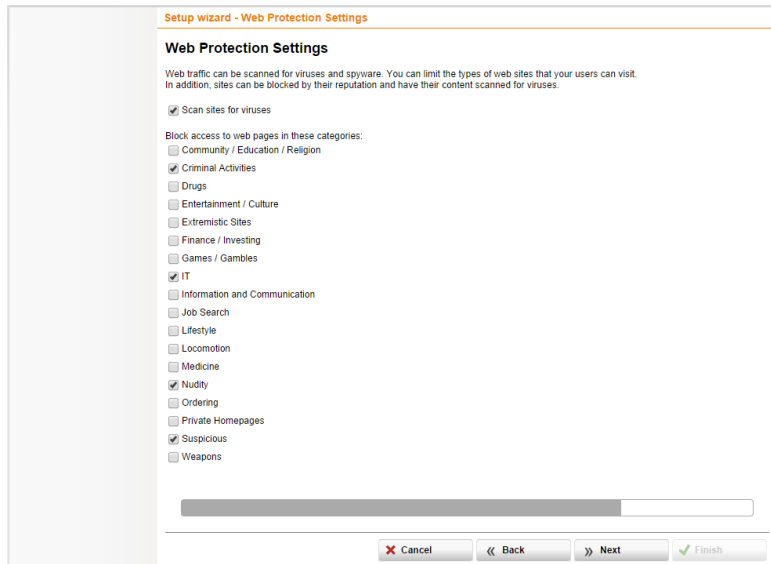 Setup wizard - Web Protection Settings
Web Protection Settings
Web traffic can be scanned for viruses and spyware. You can limit the types of web sites that your users can visit.
In addition, sites can be blocked by their reputation and have their content scanned for viruses.
Scan sites for viruses
Block access to web pages in these categories:
Community / Education / Religion
Criminal Activities
Drugs
Entertainment / Culture
Extremistic Sites
Finance / Investing
Games / Gambles
IT
Information and Communication
Job Search
Lifestyle
Locomotion
Medicine
Nudity
Ordering
Private Homepages
Suspicious
Weapons
Cancel Back Next Finish